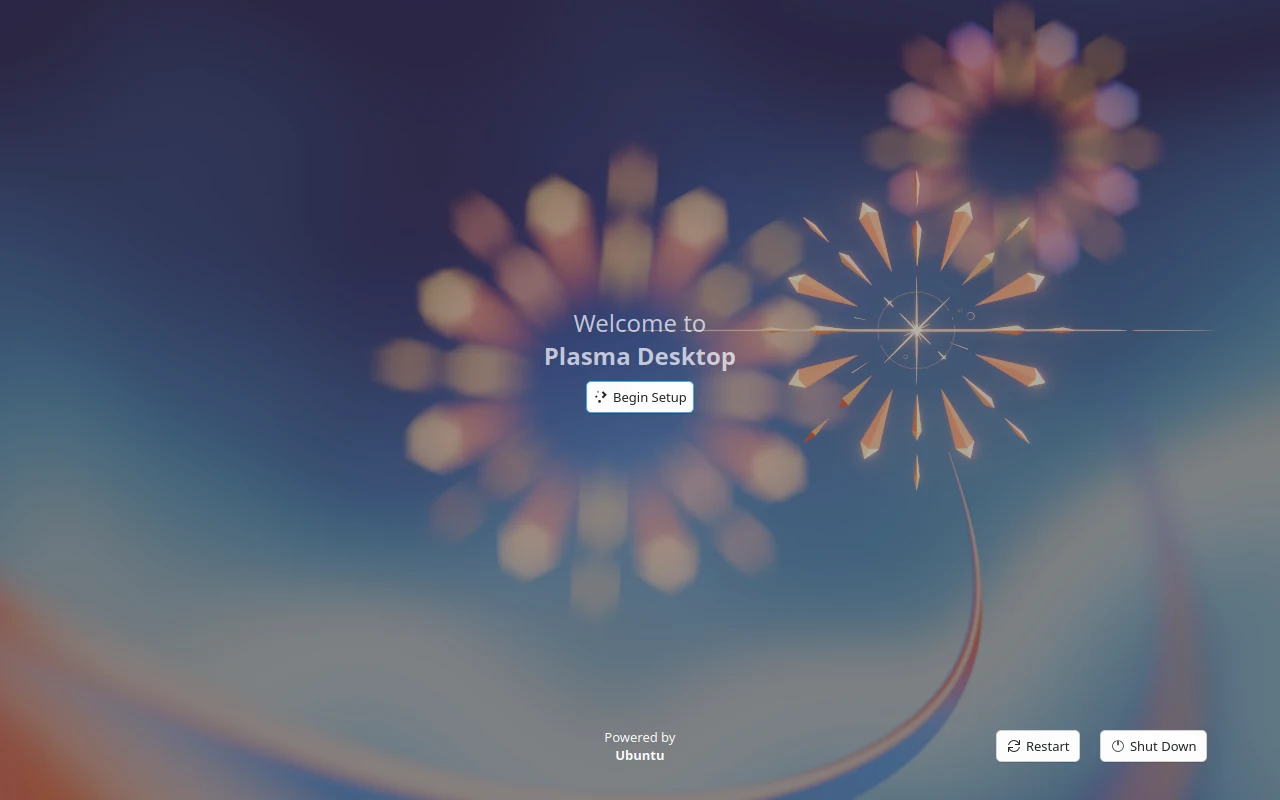 Welcome to
Plasma Desktop
Begin Setup
Powered by
Ubuntu
Restart
Shut Down